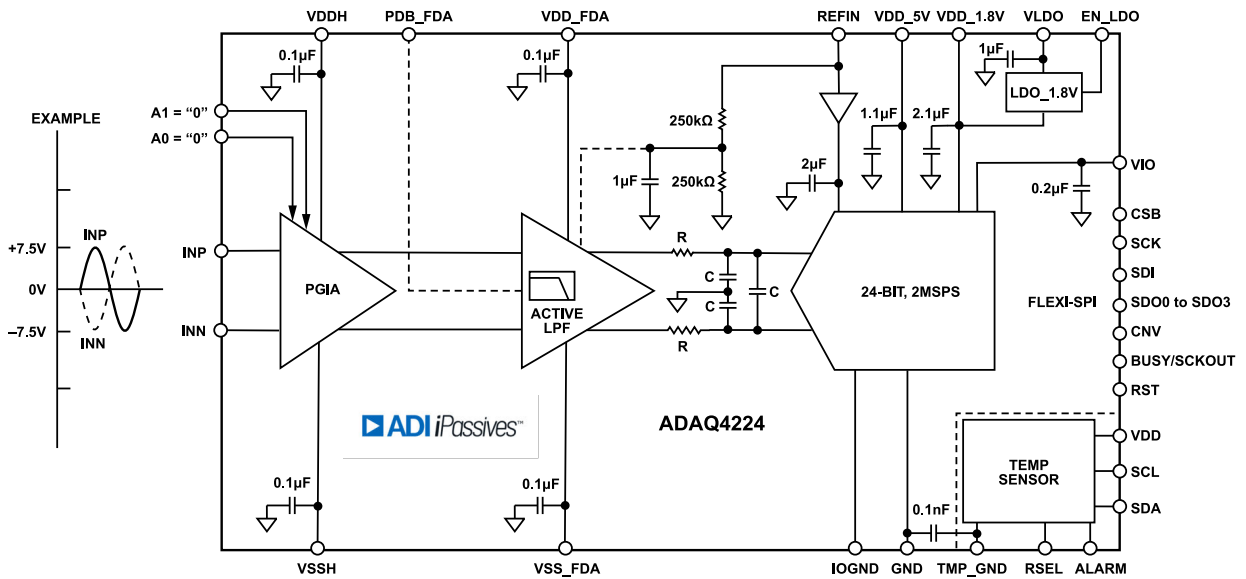 VDDH
PDB_FDA
VDD_FDA
REFIN
VDD_5V
VDD_1.8V
VLDO
EN_LDO
0.1µF
0.1µF
1µF
LDO_1.8V
A1 = “0”
A0 = “0”
EXAMPLE
250kΩ
1.1µF
2.1µF
1µF
250kΩ
2µF
0.2µF
VIO
CSB
SCK
SDI
SDO0 to SDO3
CNV
BUSY/SCKOUT
RST
FLEXI-SPI
+7.5V
0V
–7.5V
INP
INN
INP
INN
PGIA
ACTIVE
LPF
R
C
C
C
R
24-BIT, 2MSPS
ADI iPassives™
ADAQ4224
TEMP
SENSOR
VDD
SCL
SDA
0.1µF
0.1µF
0.1nF
VSSH
VSS_FDA
IOGND
GND
TMP_GND
RSEL
ALARM